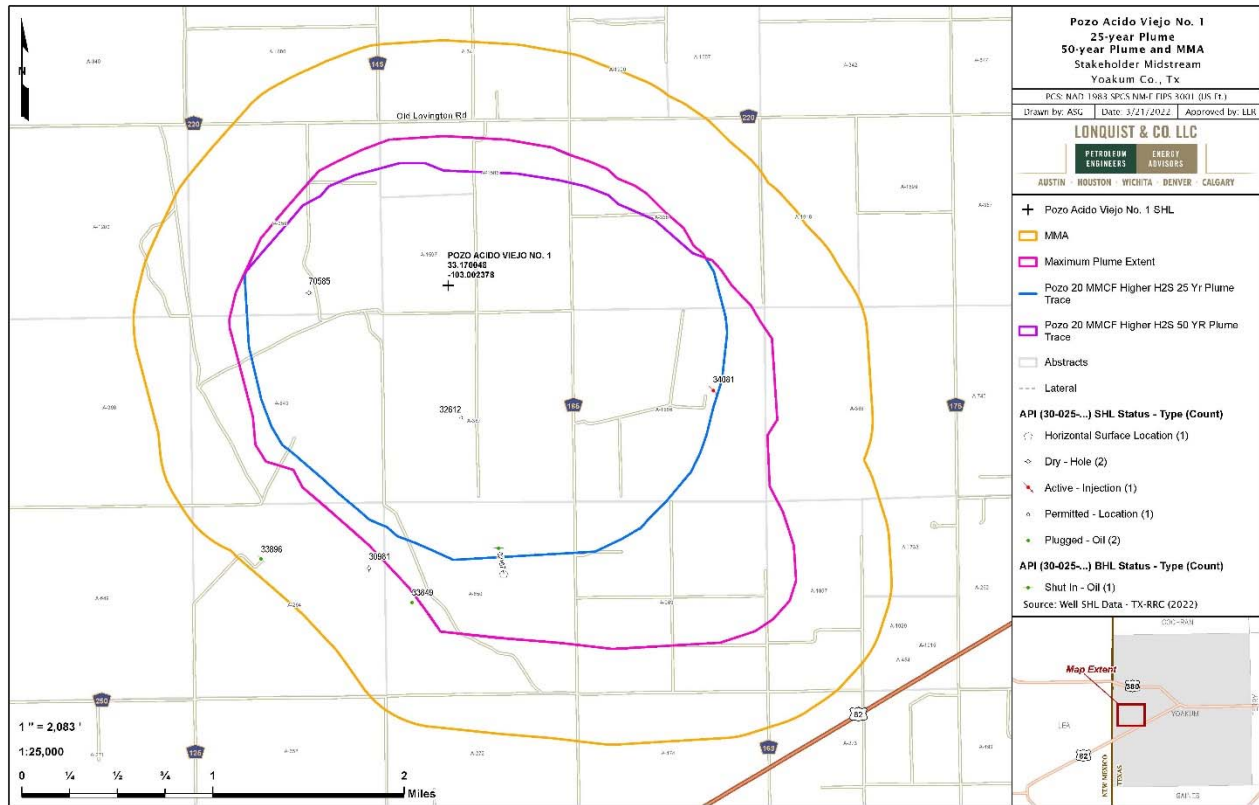 Pozo Acido Viejo No. 1
25-year Plume
50-year Plume and MMA
Stakeholder Midstream
Yoakum Co., Tx
PCS: NAD 1983 SPCS NM-E FIPS 3001 (US Ft.)
Drawn by: ASG
Date: 3/21/2022
Approved by: ELR
LONQUIST & CO. LLC
PETROLEUM ENGINEERS
ENERGY ADVISORS
AUSTIN · HOUSTON · WICHITA · DENVER · CALGARY
Pozo Acido Viejo No. 1 SHL
MMA
Maximum Plume Extent
Pozo 20 MMCF Higher H2S 25 Yr Plume
Trace
Pozo 20 MMCF Higher H2S 50 YR Plume
Trace
Abstracts
Lateral
API (30-025-...) SHL Status - Type (Count)
Horizontal Surface Location (1)
Dry - Hole (2)
Active - Injection (1)
Permitted - Location (1)
Plugged - Oil (2)
API (30-025-...) BHL Status - Type (Count)
Shut In - Oil (1)
Source: Well SHL Data - TX-RRC (2022)
COCHRAN
Map Extent
380
YOAKUM
LEA
82
NEW MEXICO
TEXAS
GAINES
N
145
220
Old Lovington Rd
220
POZO ACIDO VIEJO NO. 1
33.170048
-103.002378
70585
34081
32612
165
175
33896
30981
33849
250
125
165
82
1 " = 2,083 '
1:25,000
0 ¼ ½ ¾ 1 2
Miles